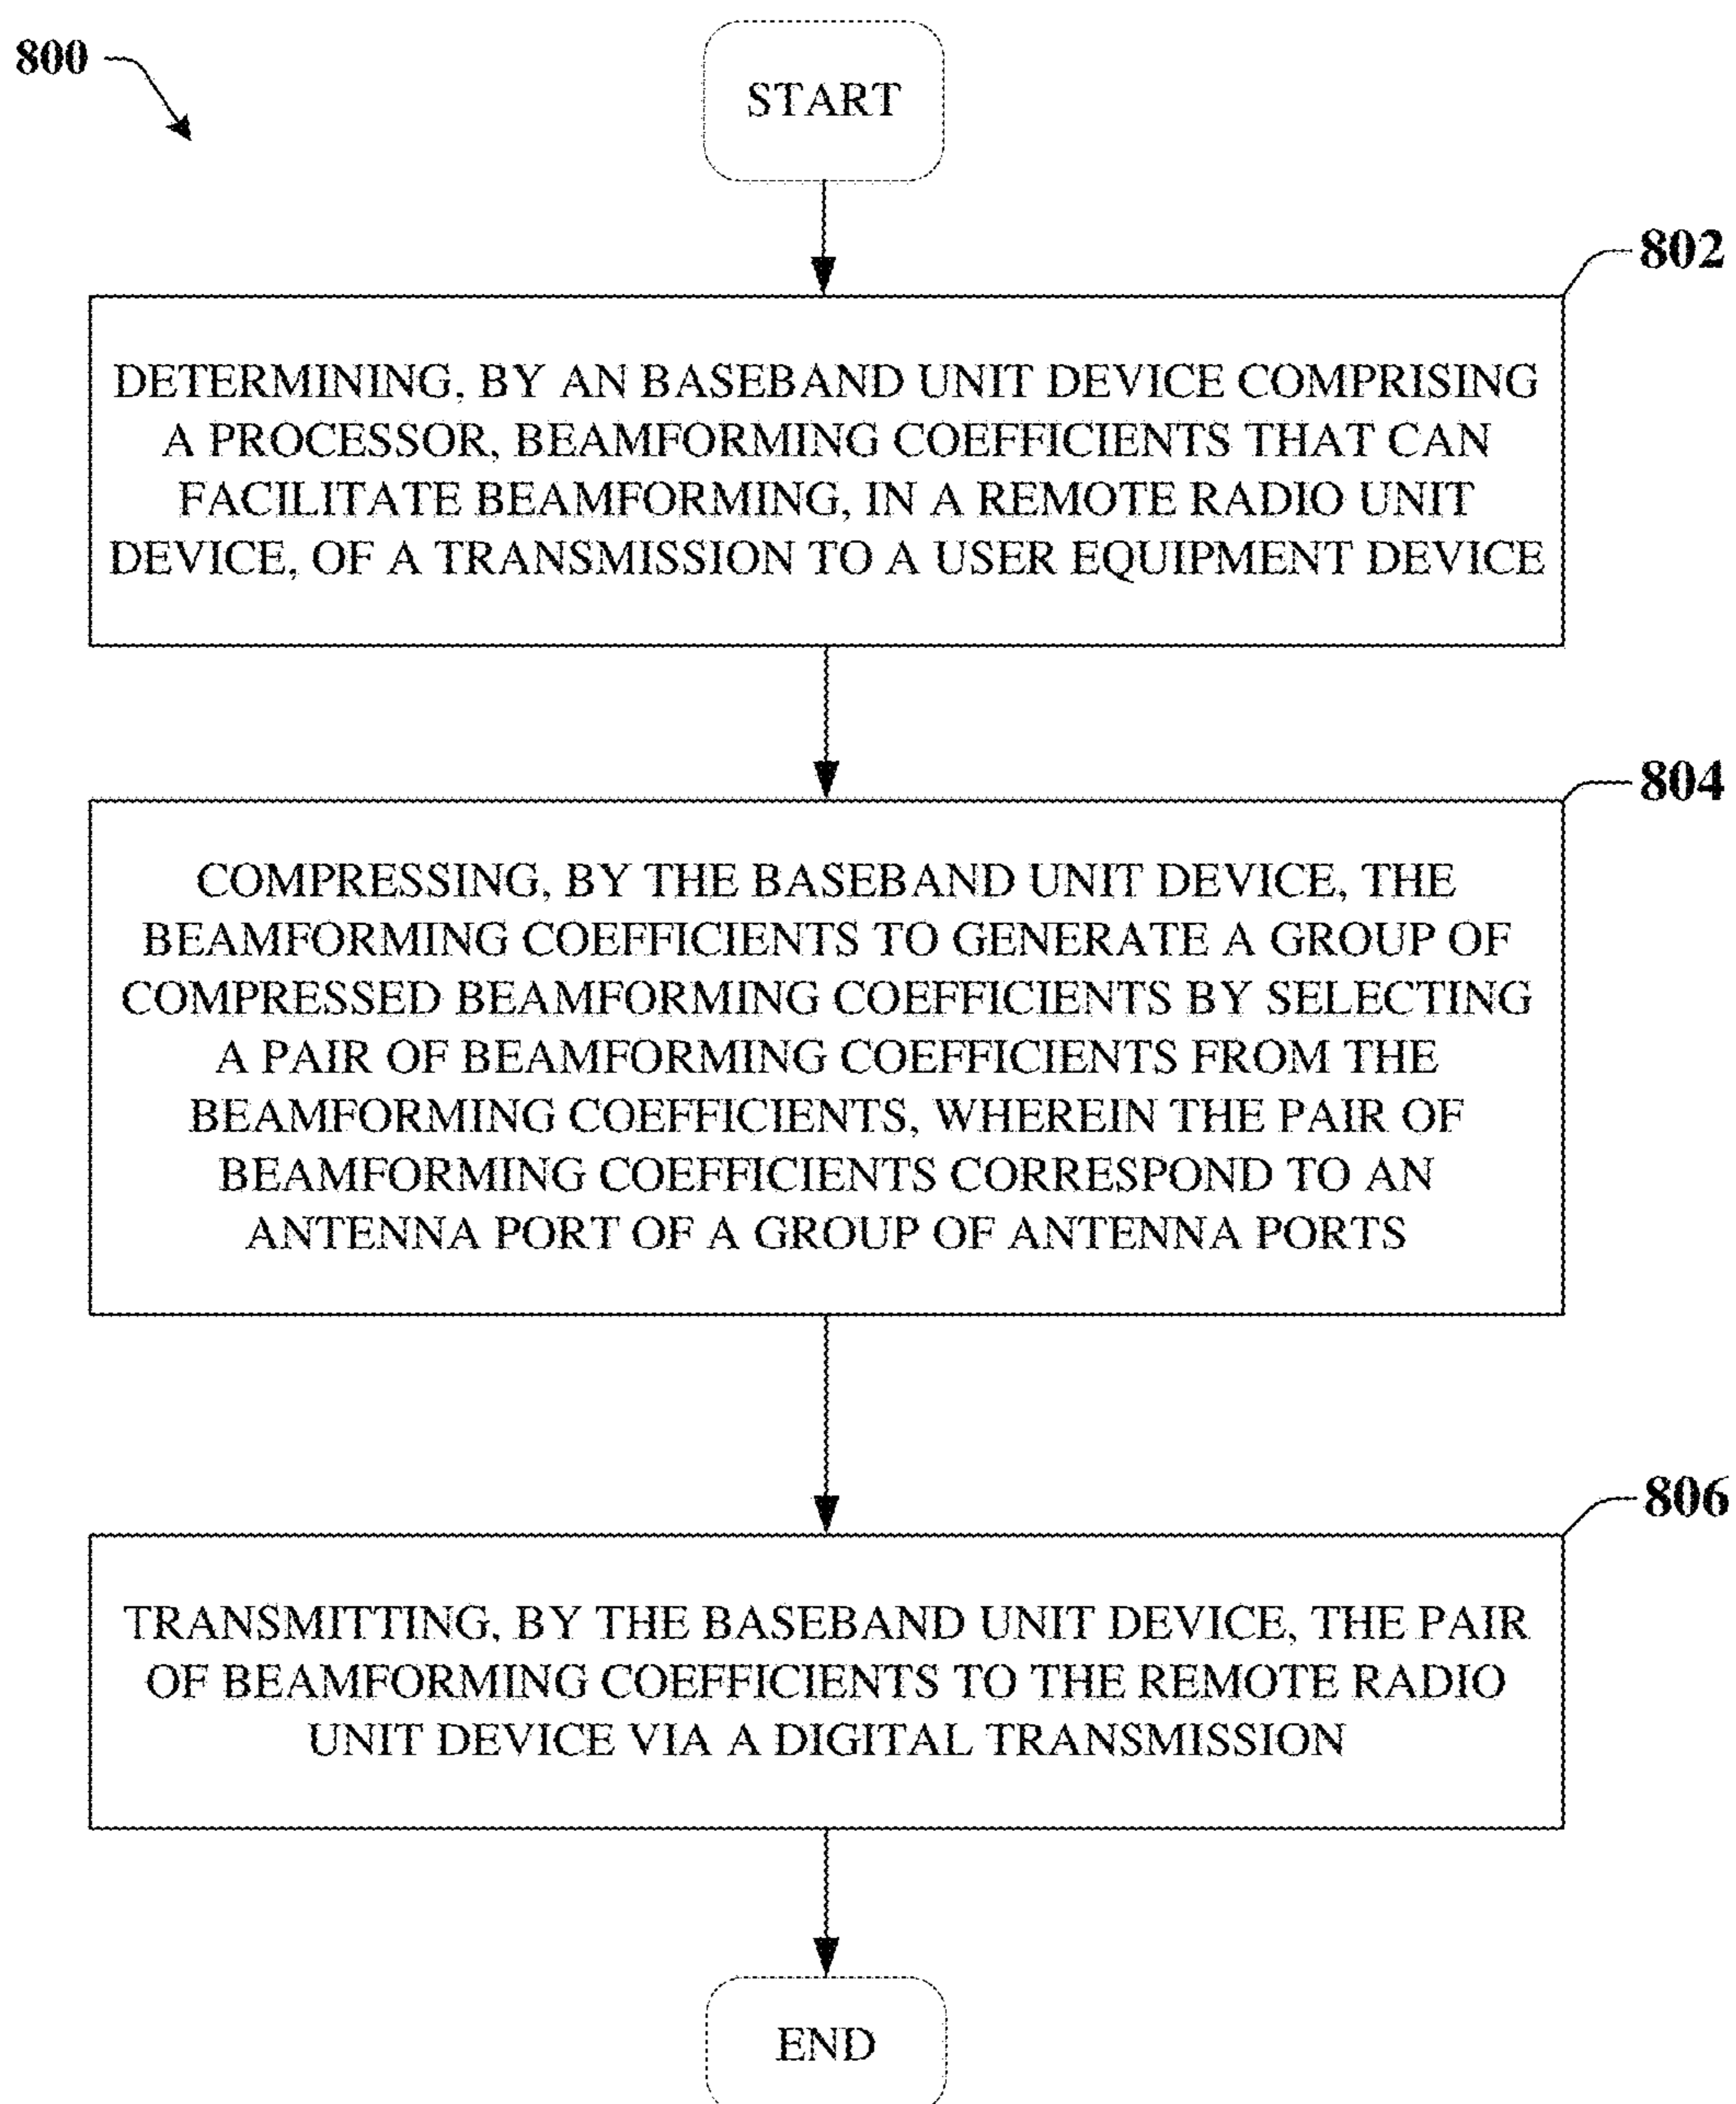 800
START
802
DETERMINING, BY AN BASEBAND UNIT DEVICE COMPRISING
A PROCESSOR, BEAMFORMING COEFFICIENTS THAT CAN
FACILITATE BEAMFORMING, IN A REMOTE RADIO UNIT
DEVICE, OF A TRANSMISSION TO A USER EQUIPMENT DEVICE
804
COMPRESSING, BY THE BASEBAND UNIT DEVICE, THE
BEAMFORMING COEFFICIENTS TO GENERATE A GROUP OF
COMPRESSED BEAMFORMING COEFFICIENTS BY SELECTING
A PAIR OF BEAMFORMING COEFFICIENTS FROM THE
BEAMFORMING COEFFICIENTS, WHEREIN THE PAIR OF
BEAMFORMING COEFFICIENTS CORRESPOND TO AN
ANTENNA PORT OF A GROUP OF ANTENNA PORTS
806
TRANSMITTING, BY THE BASEBAND UNIT DEVICE, THE PAIR
OF BEAMFORMING COEFFICIENTS TO THE REMOTE RADIO
UNIT DEVICE VIA A DIGITAL TRANSMISSION
END